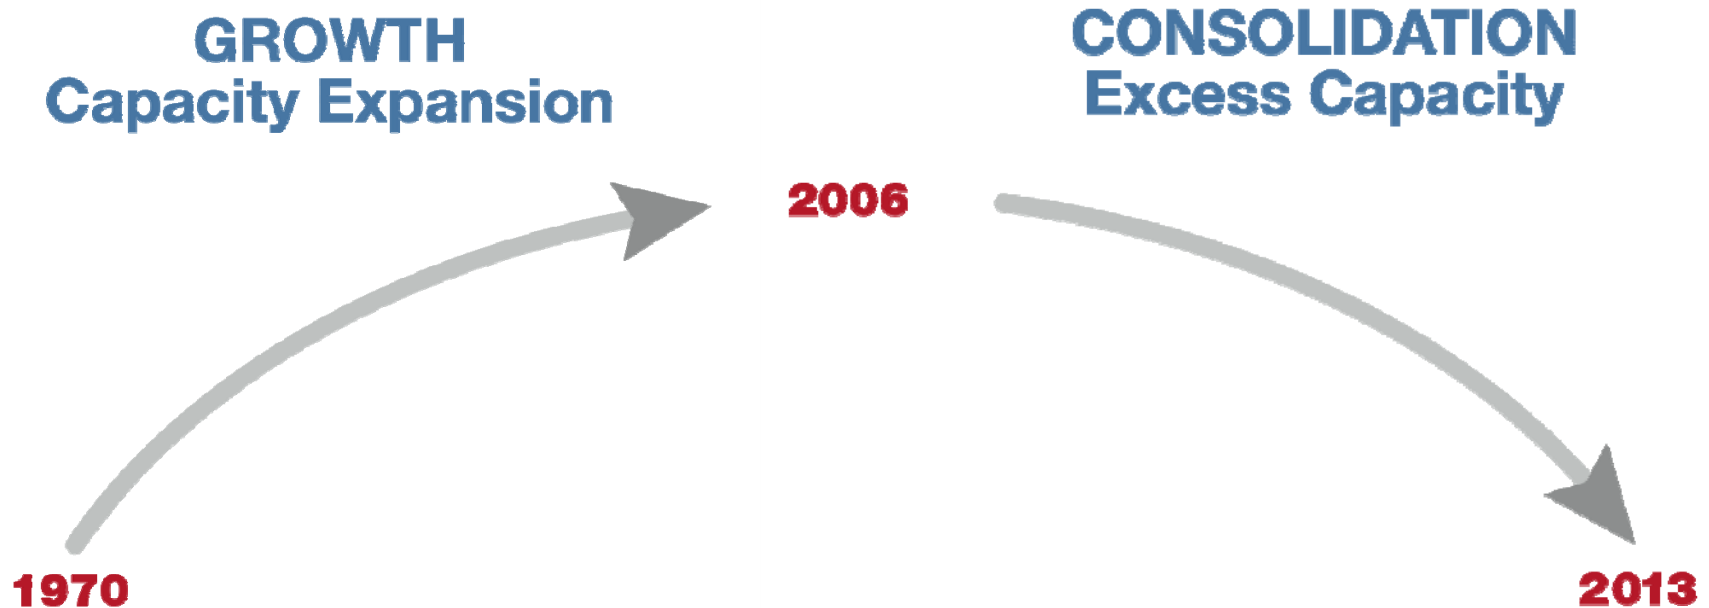 GROWTH
Capacity Expansion
CONSOLIDATION
Excess Capacity
2006
1970
2013